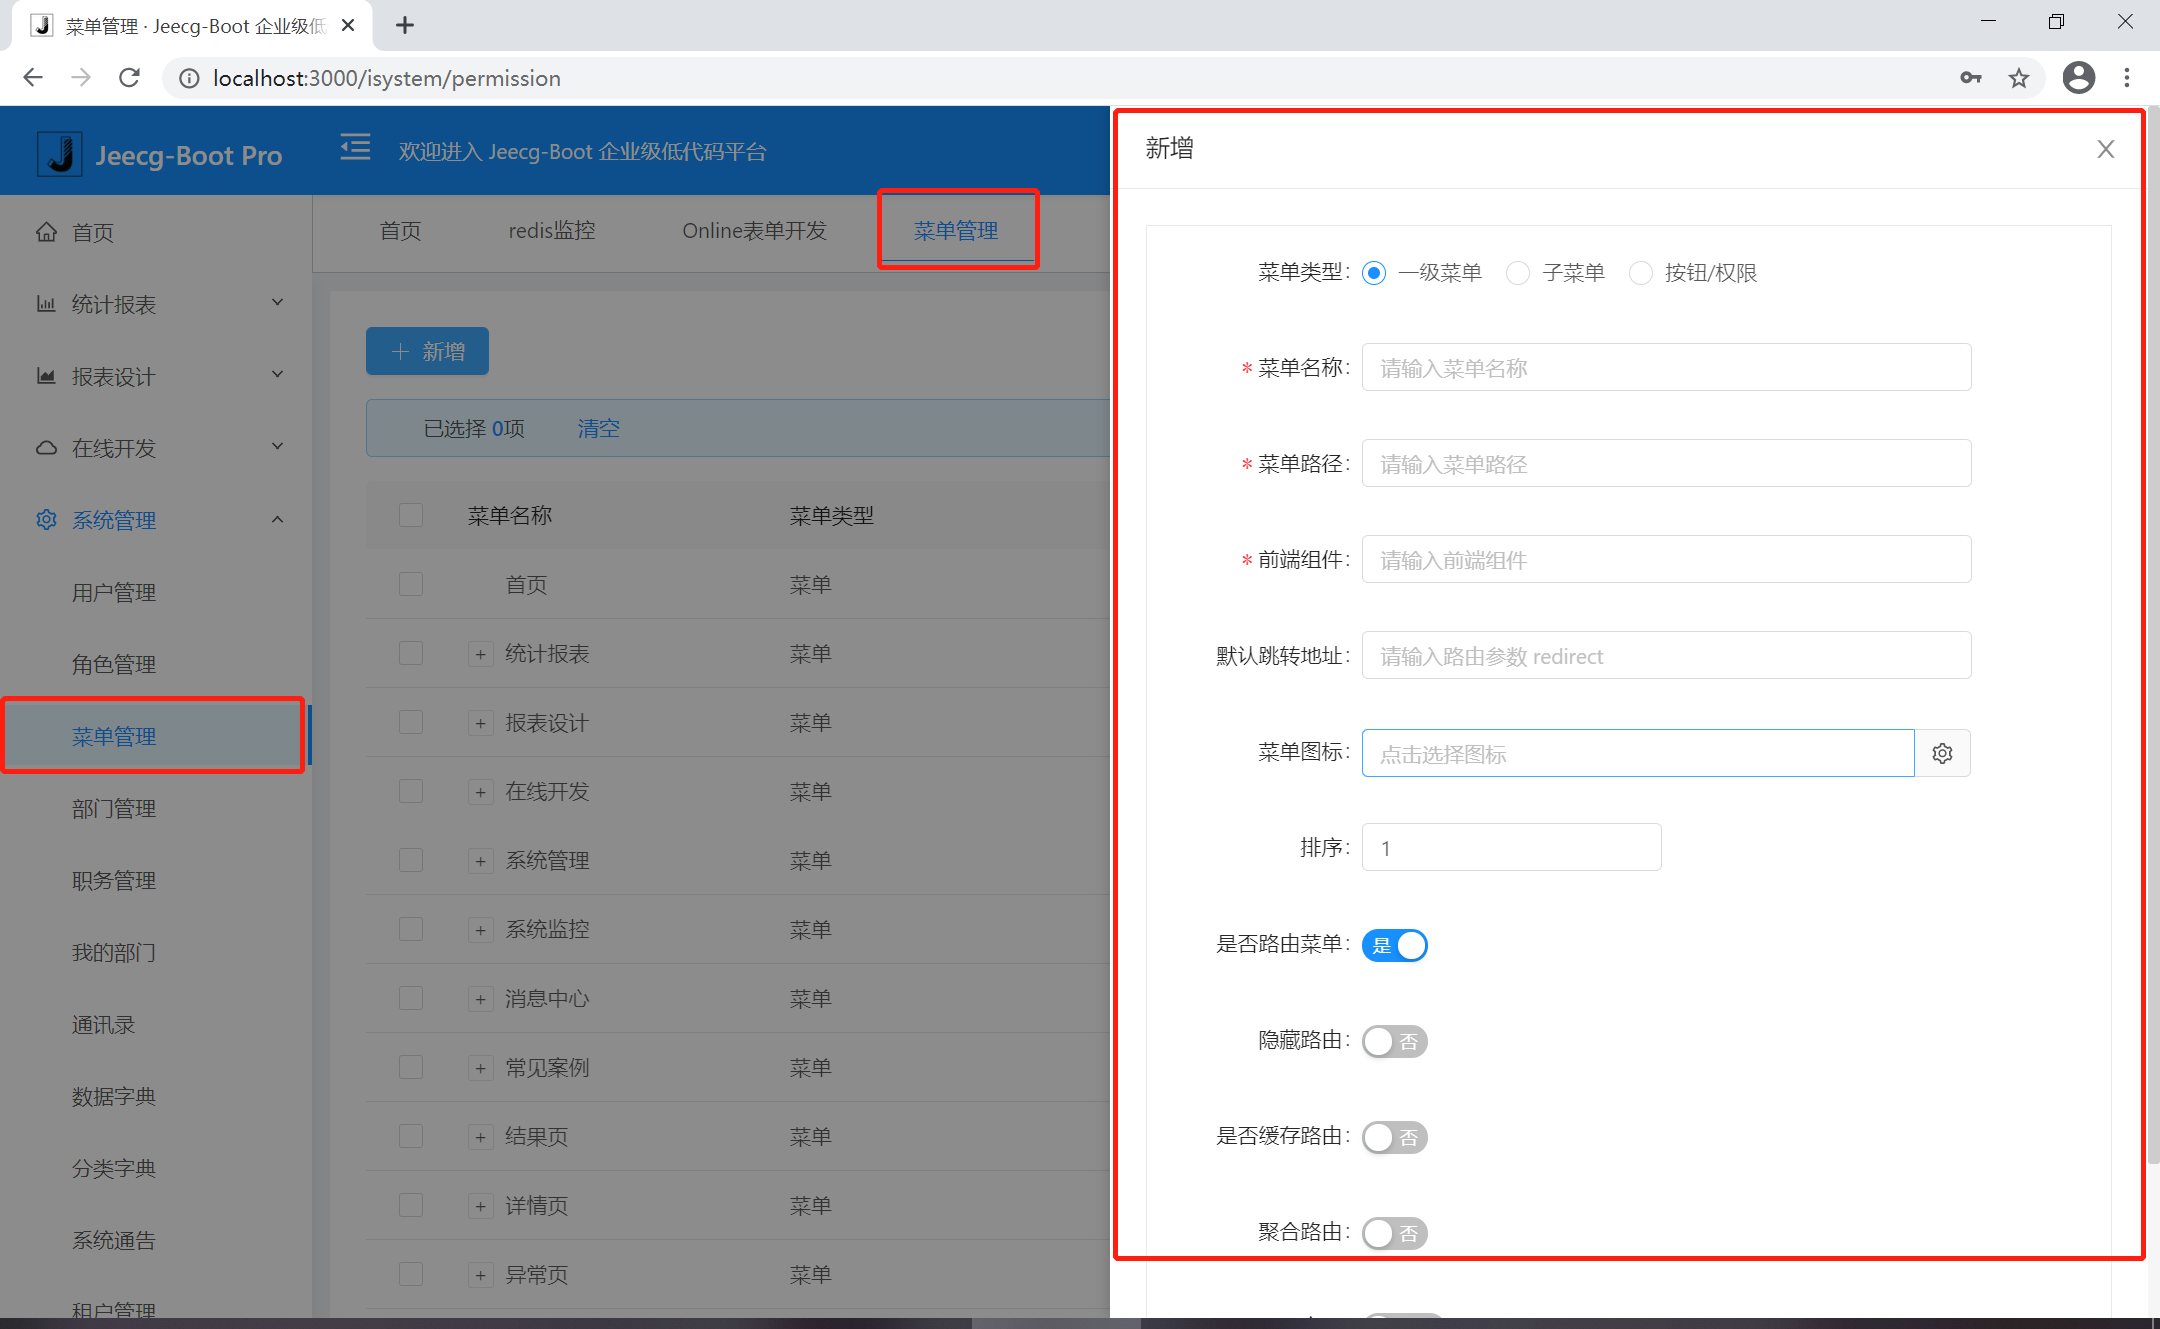 菜单管理 · Jeecg-Boot 企业级低
localhost:3000/isystem/permission
Jeecg-Boot Pro
欢迎进入 Jeecg-Boot 企业级低代码平台
首页
统计报表
报表设计
在线开发
系统管理
用户管理
角色管理
菜单管理
部门管理
职务管理
我的部门
通讯录
数据字典
分类字典
系统通告
租户管理
首页 redis监控 Online表单开发 菜单管理
新增
已选择 0项 清空
菜单名称 菜单类型
首页 菜单
统计报表 菜单
报表设计 菜单
在线开发 菜单
系统管理 菜单
系统监控 菜单
消息中心 菜单
常见案例 菜单
结果页 菜单
详情页 菜单
异常页 菜单
新增
菜单类型: 一级菜单 子菜单 按钮/权限
* 菜单名称: 请输入菜单名称
* 菜单路径: 请输入菜单路径
* 前端组件: 请输入前端组件
默认跳转地址: 请输入路由参数 redirect
菜单图标: 点击选择图标
排序: 1
是否路由菜单: 是
隐藏路由: 否
是否缓存路由: 否
聚合路由: 否